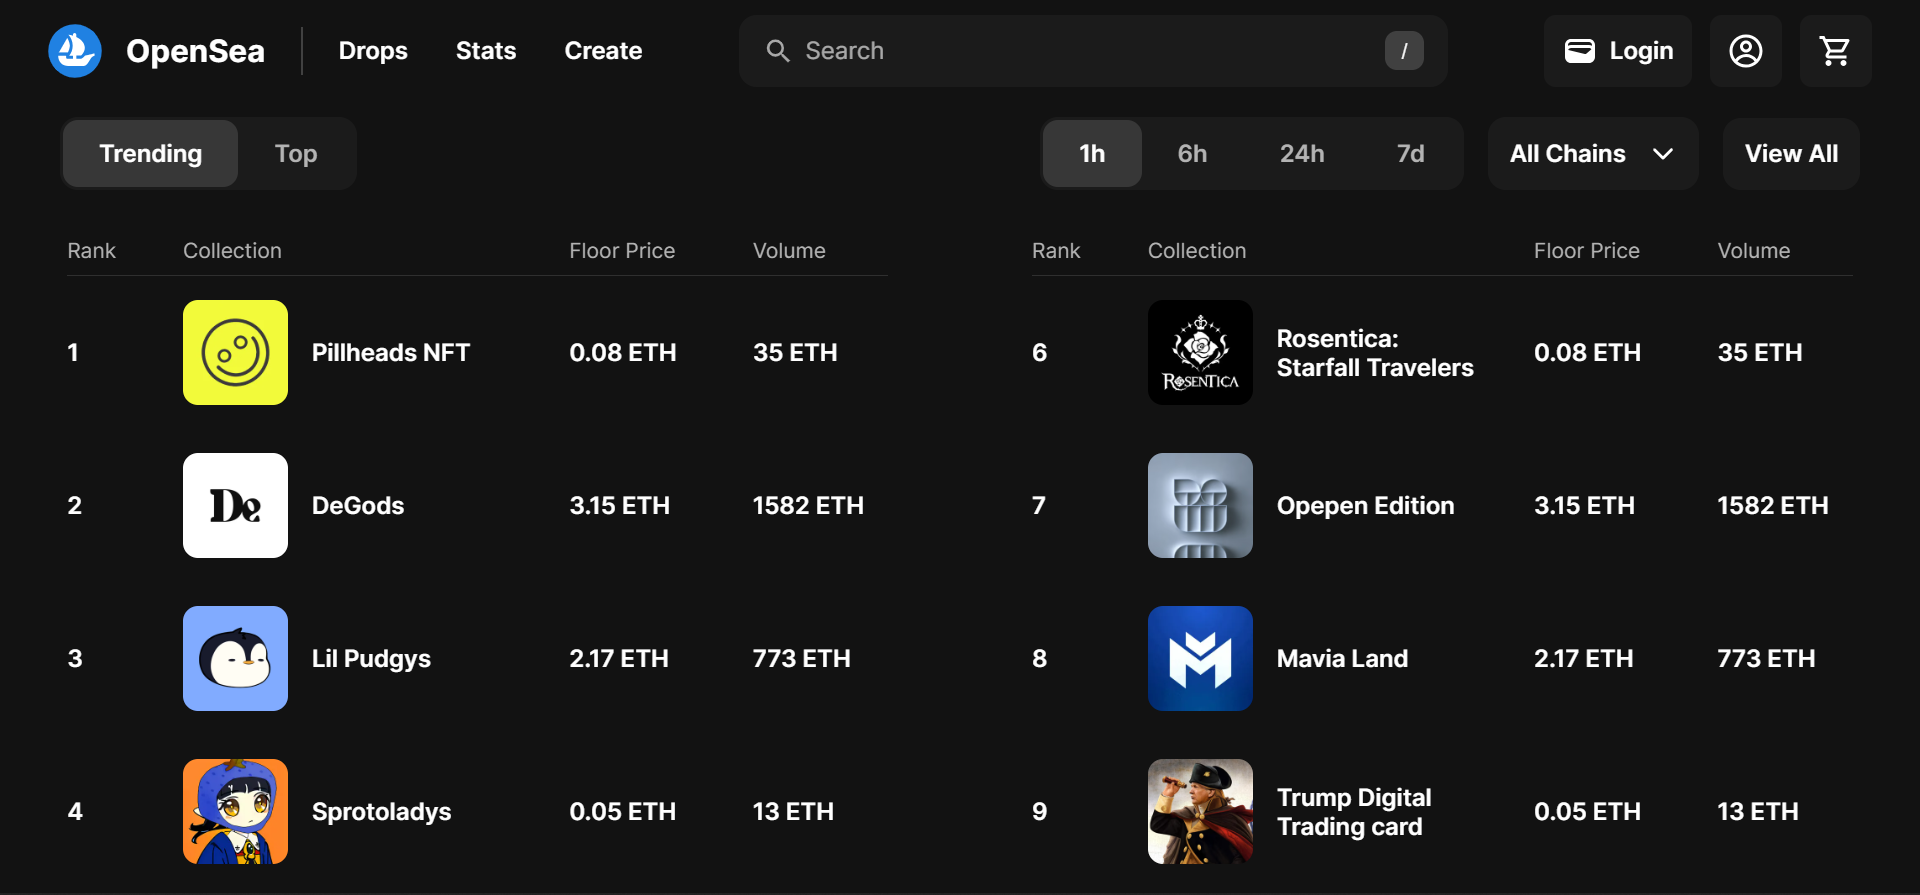 OpenSea
Drops
Stats
Create
Search
/
Login
Trending
Top
1h
6h
24h
7d
All Chains
View All
Rank Collection Floor Price Volume
1 Pillheads NFT 0.08 ETH 35 ETH
2 De DeGods 3.15 ETH 1582 ETH
3 Lil Pudgys 2.17 ETH 773 ETH
4 Sprotoladys 0.05 ETH 13 ETH
Rank Collection Floor Price Volume
6 ROSENTICA Rosentica:
Starfall Travelers 0.08 ETH 35 ETH
7 Opepen Edition 3.15 ETH 1582 ETH
8 Mavia Land 2.17 ETH 773 ETH
9 Trump Digital
Trading card 0.05 ETH 13 ETH